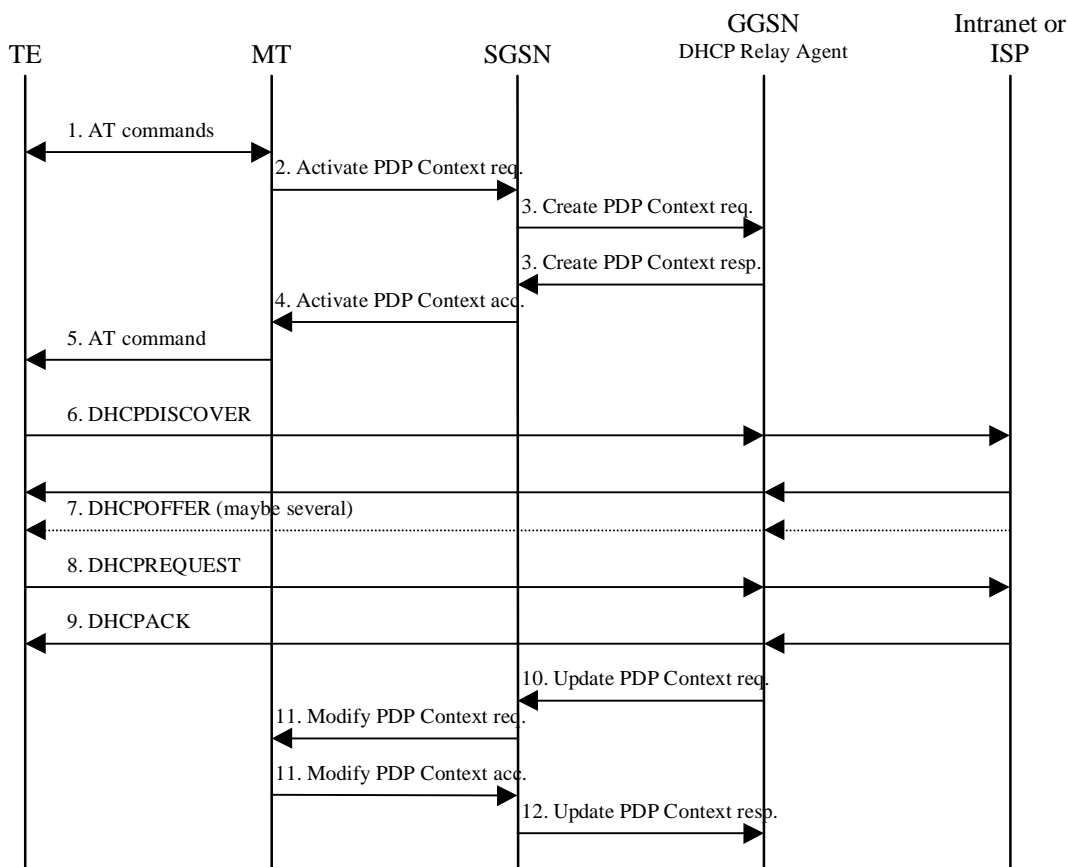 TE
MT
SGSN
GGSN
DHCP Relay Agent
Intranet or
ISP
1. AT commands
2. Activate PDP Context req.
3. Create PDP Context req.
3. Create PDP Context resp.
4. Activate PDP Context acc.
5. AT command
6. DHCPDISCOVER
7. DHCPOFFER (maybe several)
8. DHCPREQUEST
9. DHCPACK
10. Update PDP Context req.
11. Modify PDP Context req.
11. Modify PDP Context acc.
12. Update PDP Context resp.